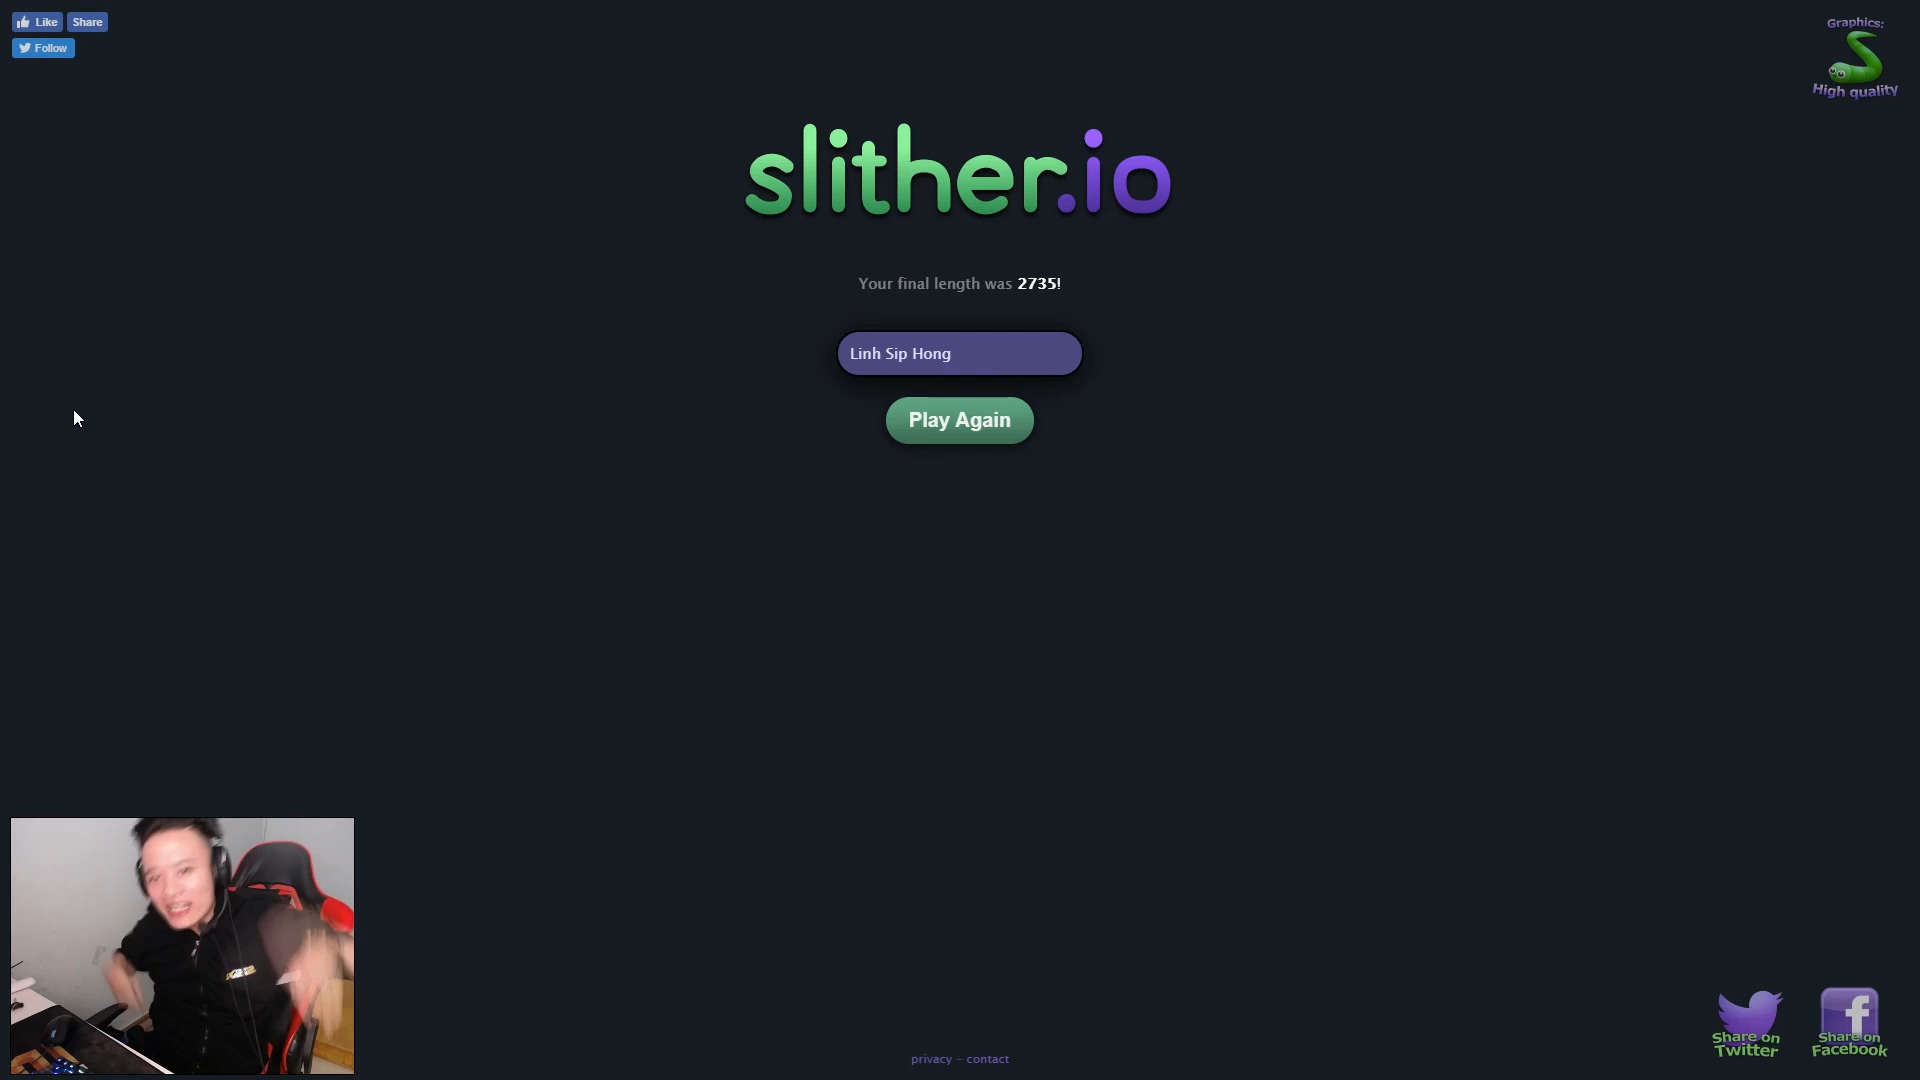 Like Share
Follow
Graphics:
High quality
slither.io
Your final length was 2735!
Linh Sip Hong
Play Again
Share on
Twitter
Share on
Facebook
privacy - contact